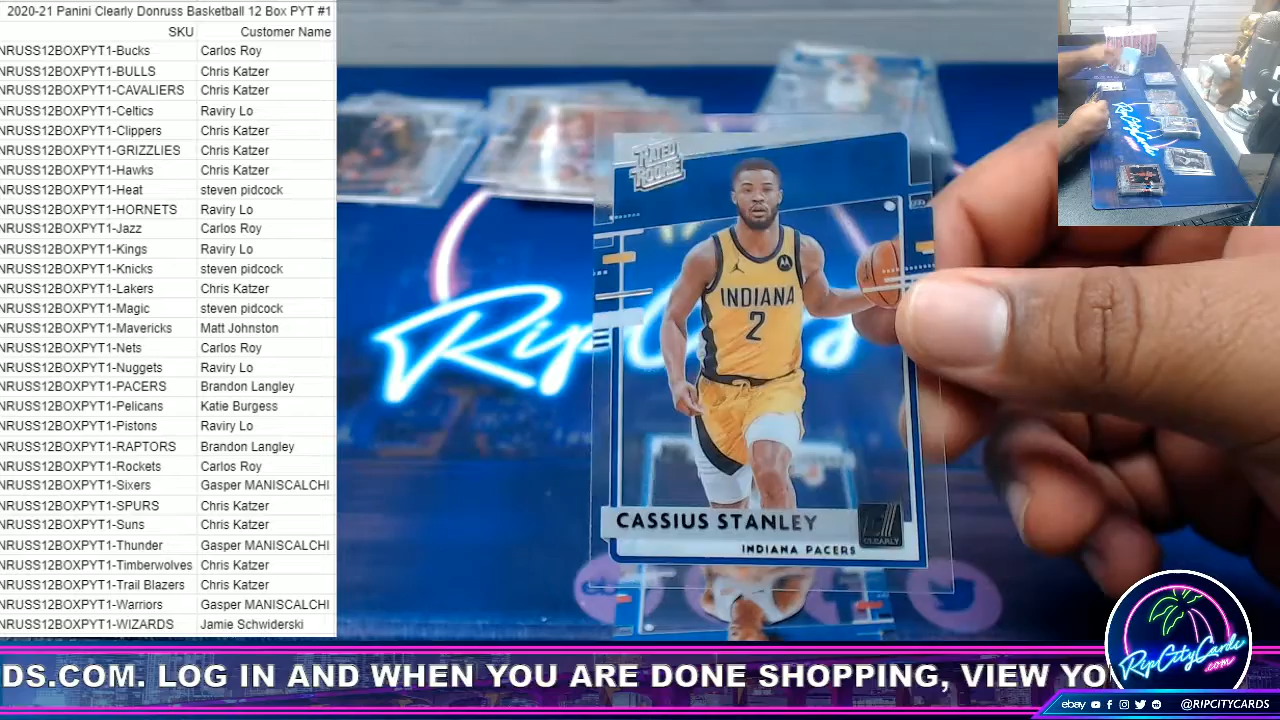 2020-21 Panini Clearly Donruss Basketball 12 Box PYT #1
SKU Customer Name
NRUSS12BOXPYT1-Bucks Carlos Roy
NRUSS12BOXPYT1-BULLS Chris Katzer
NRUSS12BOXPYT1-CAVALIERS Chris Katzer
NRUSS12BOXPYT1-Celtics Raviry Lo
NRUSS12BOXPYT1-Clippers Chris Katzer
NRUSS12BOXPYT1-GRIZZLIES Chris Katzer
NRUSS12BOXPYT1-Hawks Chris Katzer
NRUSS12BOXPYT1-Heat steven pidcock
NRUSS12BOXPYT1-HORNETS Raviry Lo
NRUSS12BOXPYT1-Jazz Carlos Roy
NRUSS12BOXPYT1-Kings Raviry Lo
NRUSS12BOXPYT1-Knicks steven pidcock
NRUSS12BOXPYT1-Lakers Chris Katzer
NRUSS12BOXPYT1-Magic steven pidcock
NRUSS12BOXPYT1-Mavericks Matt Johnston
NRUSS12BOXPYT1-Nets Carlos Roy
NRUSS12BOXPYT1-Nuggets Raviry Lo
NRUSS12BOXPYT1-PACERS Brandon Langley
NRUSS12BOXPYT1-Pelicans Katie Burgess
NRUSS12BOXPYT1-Pistons Raviry Lo
NRUSS12BOXPYT1-RAPTORS Brandon Langley
NRUSS12BOXPYT1-Rockets Carlos Roy
NRUSS12BOXPYT1-Sixers Gasper MANISCALCHI
NRUSS12BOXPYT1-SPURS Chris Katzer
NRUSS12BOXPYT1-Suns Chris Katzer
NRUSS12BOXPYT1-Thunder Gasper MANISCALCHI
NRUSS12BOXPYT1-Timberwolves Chris Katzer
NRUSS12BOXPYT1-Trail Blazers Chris Katzer
NRUSS12BOXPYT1-Warriors Gasper MANISCALCHI
NRUSS12BOXPYT1-WIZARDS Jamie Schwiderski
RATED ROOKIE
INDIANA
2
CASSIUS STANLEY
INDIANA PACERS
CLEARLY
Rip
DS.COM. LOG IN AND WHEN YOU ARE DONE SHOPPING, VIEW YO
RipCityCards
.com
ebay @RIPCITYCARDS